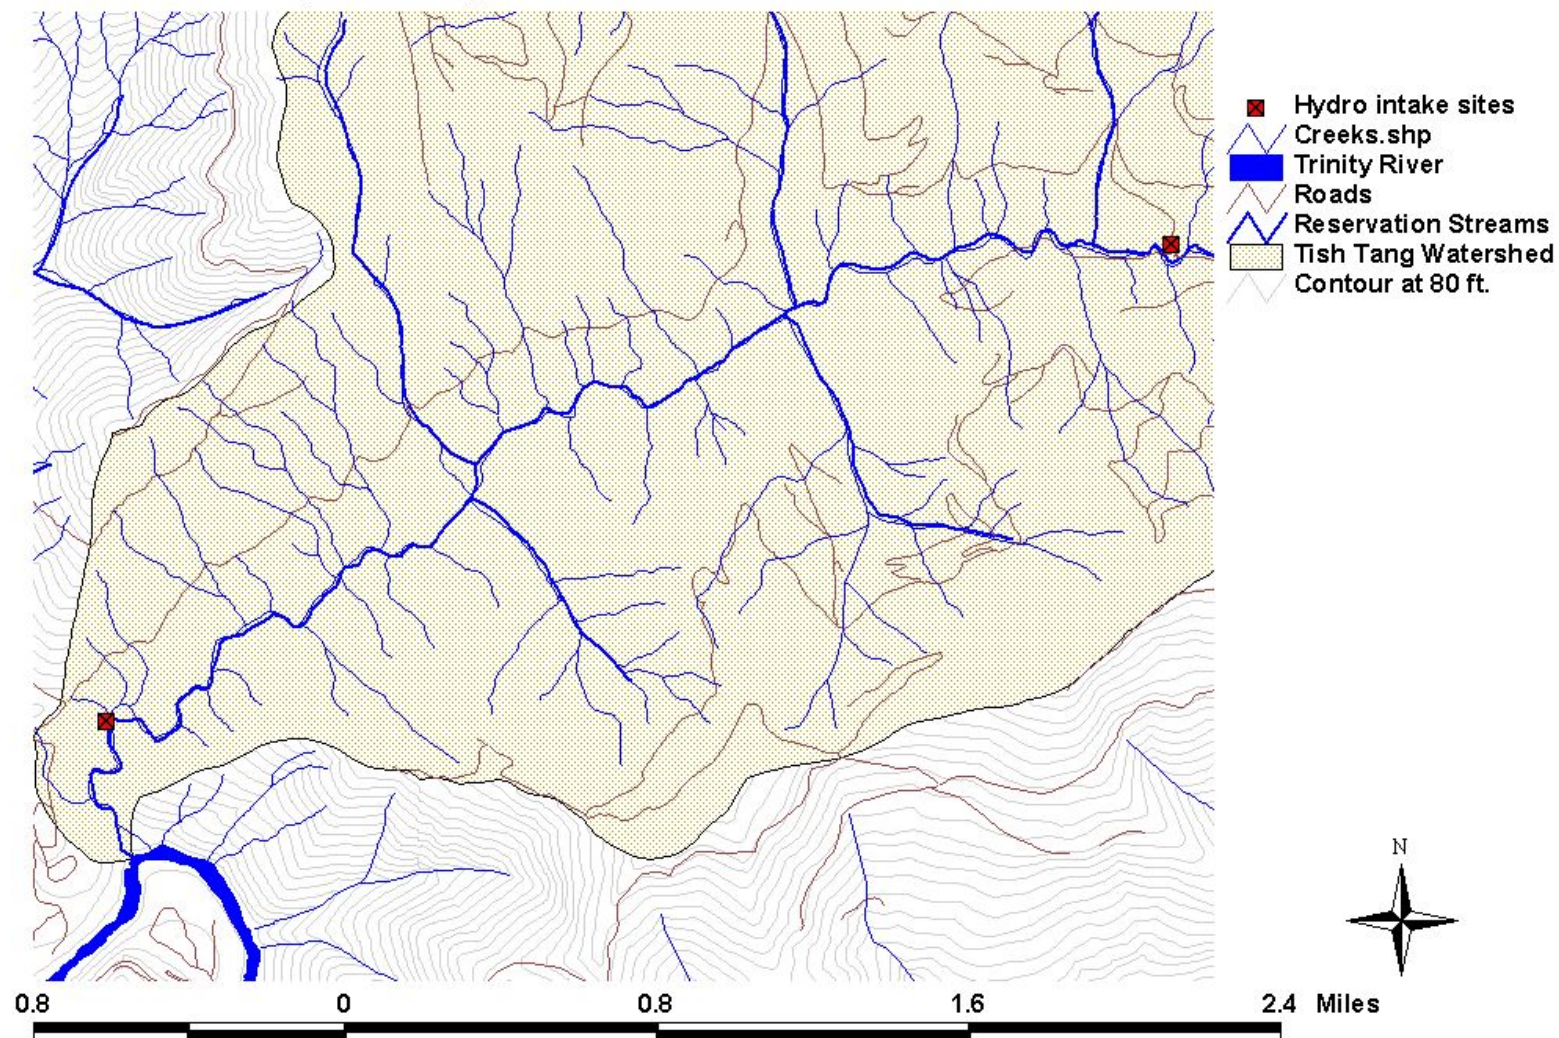 Hydro intake sites
Creeks.shp
Trinity River
Roads
Reservation Streams
Tish Tang Watershed
Contour at 80 ft.
N
0.8 0 0.8 1.6 2.4 Miles